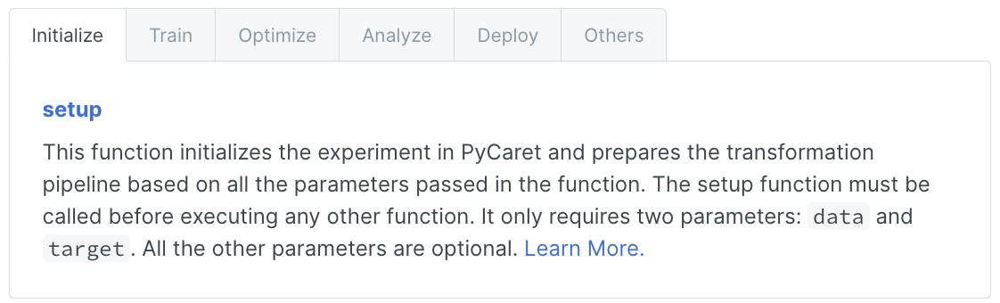 Initialize Train Optimize Analyze Deploy Others
setup
This function initializes the experiment in PyCaret and prepares the transformation
pipeline based on all the parameters passed in the function. The setup function must be
called before executing any other function. It only requires two parameters: data and
target. All the other parameters are optional. Learn More.